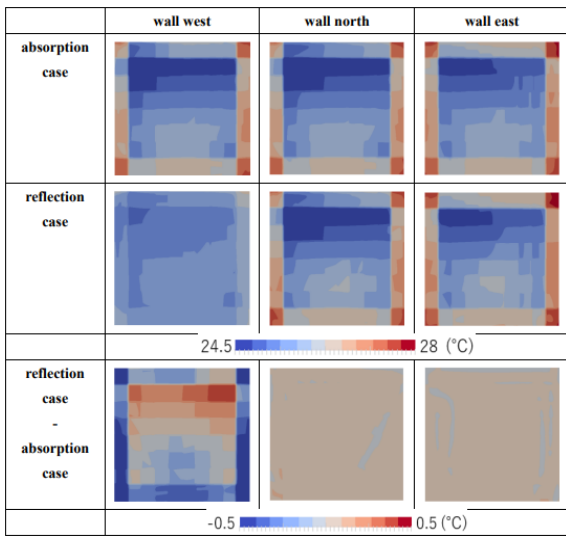 wall west wall north wall east
absorption
case
reflection
case
24.5 28 (°C)
reflection
case
-
absorption
case
-0.5 0.5 (°C)